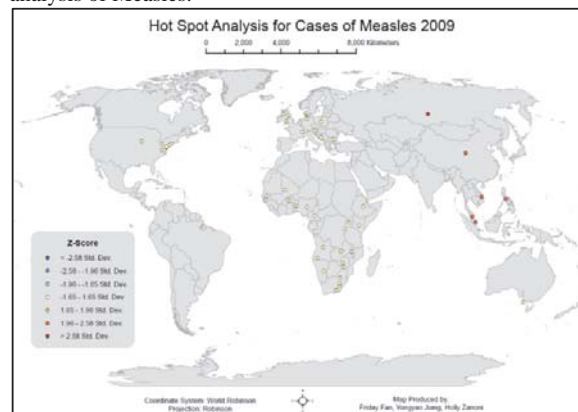 analysis of Measles.
Hot Spot Analysis for Cases of Measles 2009
0 2,000 4,000 8,000 Kilometers
Z-Score
< -2.58 Std. Dev.
-2.58 - -1.96 Std. Dev.
-1.96 - -1.65 Std. Dev.
-1.65 - 1.65 Std. Dev.
1.65 - 1.96 Std. Dev.
1.96 - 2.58 Std. Dev.
> 2.58 Std. Dev.
Coordinate System: World Robinson
Projection: Robinson
Map Produced by
Friday Fan, Yongyao Jiang, Holly Zanoni